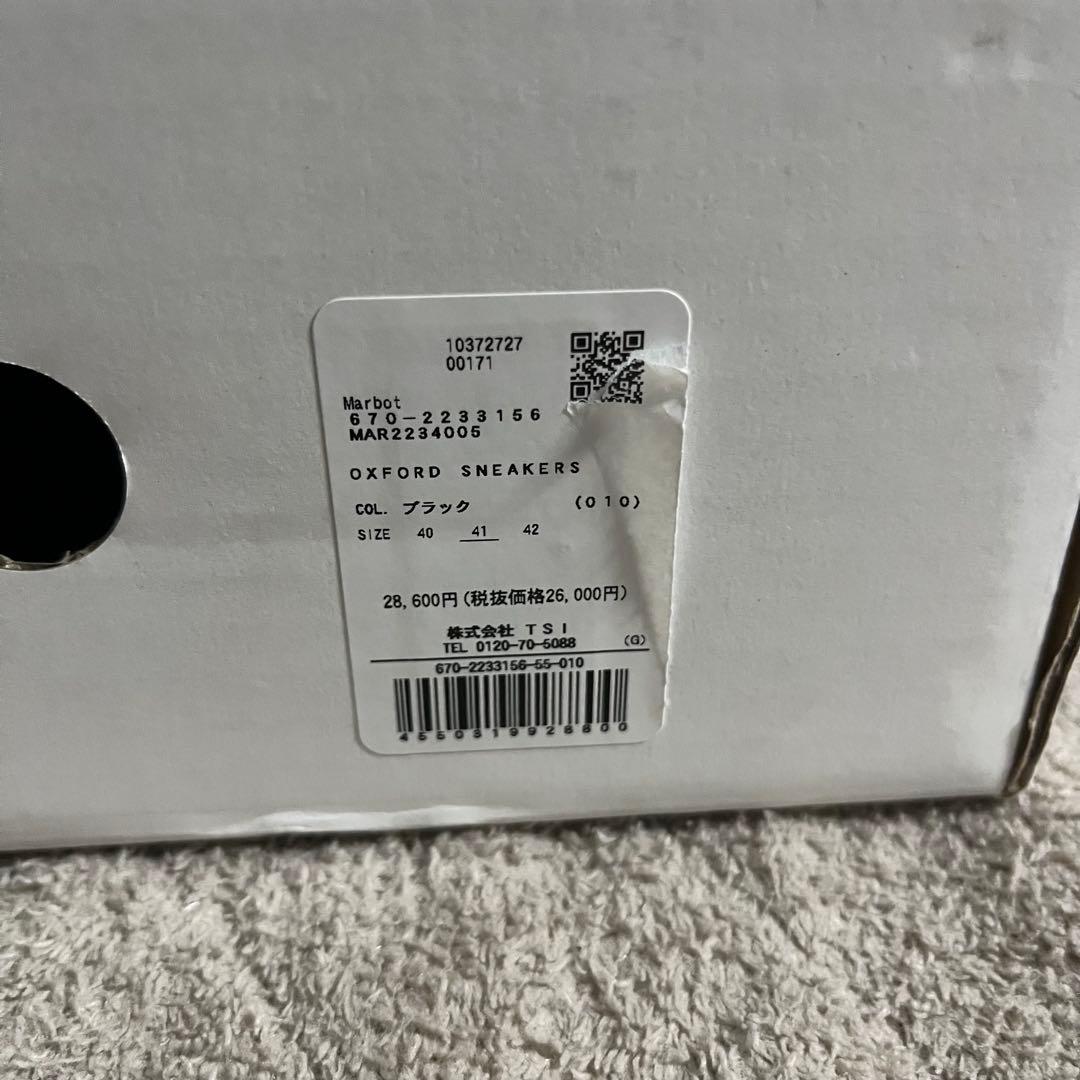 10372727
00171
Marbot
670-2233156
MAR2234005
OXFORD SNEAKERS
COL. ブラック (010)
SIZE 40 41 42
28,600円(税抜価格26,000円)
株式会社 TSI
TEL 0120-70-5088 (G)
670-2233156-55-010
4550319928800